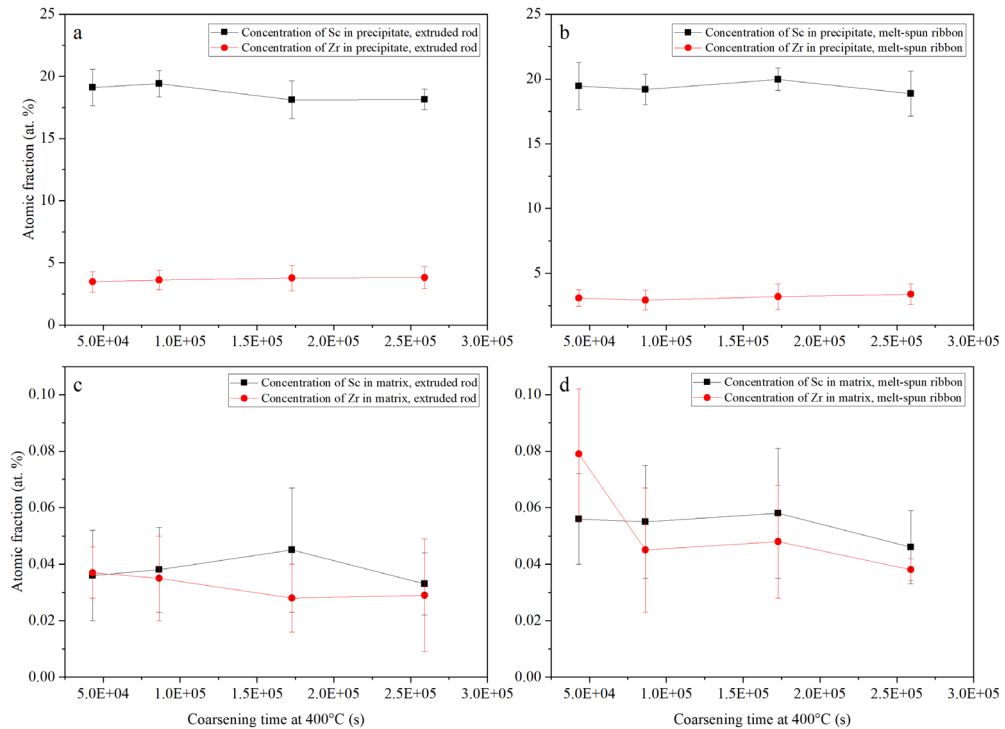 a
Concentration of Sc in precipitate, extruded rod
Concentration of Zr in precipitate, extruded rod
25
20
15
10
5
0
Atomic fraction (at. %)
5.0E+04 1.0E+05 1.5E+05 2.0E+05 2.5E+05 3.0E+05
b
Concentration of Sc in precipitate, melt-spun ribbon
Concentration of Zr in precipitate, melt-spun ribbon
25
20
15
10
5
5.0E+04 1.0E+05 1.5E+05 2.0E+05 2.5E+05 3.0E+05
c
Concentration of Sc in matrix, extruded rod
Concentration of Zr in matrix, extruded rod
0.10
0.08
0.06
0.04
0.02
0.00
Atomic fraction (at. %)
5.0E+04 1.0E+05 1.5E+05 2.0E+05 2.5E+05 3.0E+05
Coarsening time at 400°C (s)
d
Concentration of Sc in matrix, melt-spun ribbon
Concentration of Zr in matrix, melt-spun ribbon
0.10
0.08
0.06
0.04
0.02
0.00
5.0E+04 1.0E+05 1.5E+05 2.0E+05 2.5E+05 3.0E+05
Coarsening time at 400°C (s)